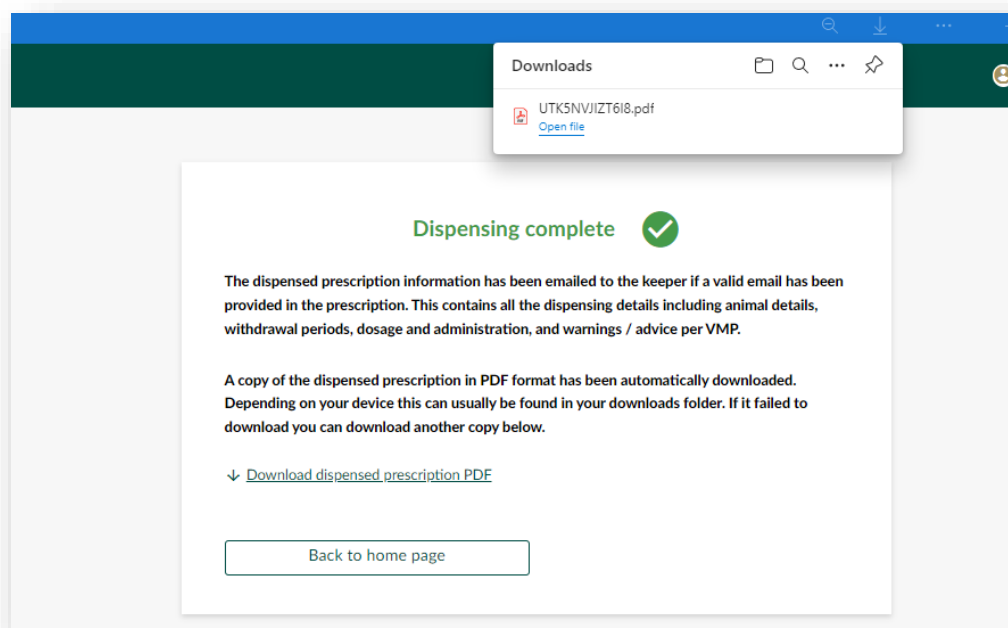 Downloads
UTK5NVJIZT6I8.pdf
Open file
Dispensing complete
The dispensed prescription information has been emailed to the keeper if a valid email has been
provided in the prescription. This contains all the dispensing details including animal details,
withdrawal periods, dosage and administration, and warnings / advice per VMP.
A copy of the dispensed prescription in PDF format has been automatically downloaded.
Depending on your device this can usually be found in your downloads folder. If it failed to
download you can download another copy below.
Download dispensed prescription PDF
Back to home page